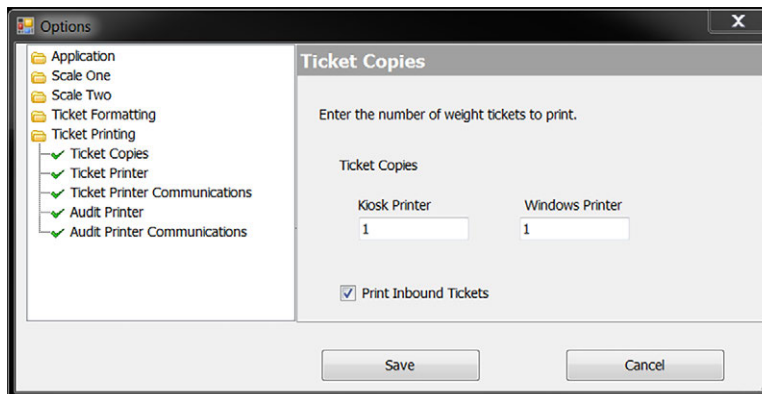 Options
X
Application
Scale One
Scale Two
Ticket Formatting
Ticket Printing
Ticket Copies
Ticket Printer
Ticket Printer Communications
Audit Printer
Audit Printer Communications
Ticket Copies
Enter the number of weight tickets to print.
Ticket Copies
Kiosk Printer Windows Printer
1 1
Print Inbound Tickets
Save Cancel